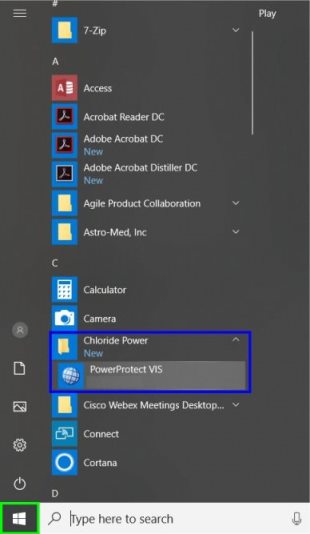 #
Play
7-Zip
A
Access
Acrobat Reader DC
Adobe Acrobat DC
New
Adobe Acrobat Distiller DC
New
Agile Product Collaboration
Astro-Med, Inc
C
Calculator
Camera
Chloride Power
New
PowerProtect VIS
Cisco Webex Meetings Desktop...
Connect
Cortana
D
Type here to search